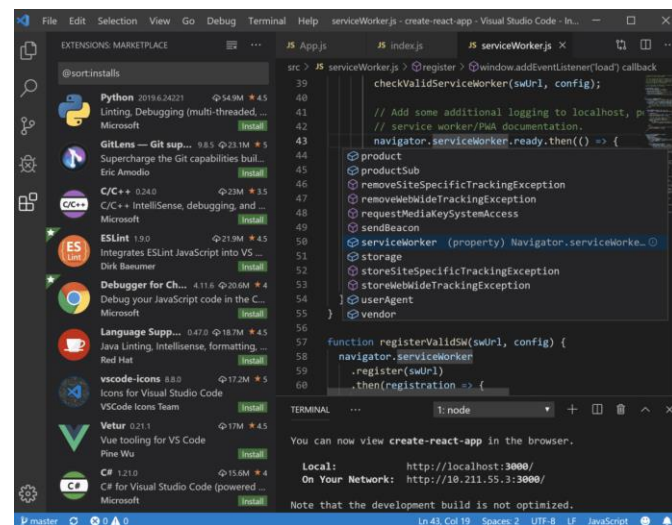 File Edit Selection View Go Debug Terminal Help serviceWorker.js - create-react-app - Visual Studio Code - In...
EXTENSIONS: MARKETPLACE
@sort:installs
Python 2019.6.24221 54.9M ★ 4.5
Linting, Debugging (multi-threaded, ...
Microsoft Install
GitLens — Git sup... 9.8.5 23.1M ★ 5
Supercharge the Git capabilities buil...
Eric Amodio Install
C/C++
C/C++ 0.24.0 23M ★ 3.5
C/C++ IntelliSense, debugging, and ...
Microsoft Install
ES
Lint
ESLint 1.9.0 21.9M ★ 4.5
Integrates ESLint JavaScript into VS ...
Dirk Baeumer Install
Debugger for Ch... 4.11.6 20.6M ★ 4
Debug your JavaScript code in the C...
Microsoft Install
Language Supp... 0.47.0 18.7M ★ 4.5
Java Linting, Intellisense, formatting, ...
Red Hat Install
vscode-icons 8.8.0 17.2M ★ 5
Icons for Visual Studio Code
VSCode Icons Team Install
Vetur 0.21.1 17M ★ 4.5
Vue tooling for VS Code
Pine Wu Install
C#
C# 1.21.0 15.6M ★ 4
C# for Visual Studio Code (powered ...
Microsoft Install
JS App.js JS index.js JS serviceWorker.js ×
src > JS serviceWorker.js > register > window.addEventListener('load') callback
39 checkValidServiceWorker(swUrl, config);
40
41 // Add some additional logging to localhost, p
42 // service worker/PWA documentation.
43 navigator.serviceWorker.ready.then(() => {
44 product
45 productSub
46 removeSiteSpecificTrackingException
47 removeWebWideTrackingException
48 requestMediaKeySystemAccess
49 sendBeacon
50 serviceWorker (property) Navigator.serviceWorke...
51 storage
52 storeSiteSpecificTrackingException
53 storeWebWideTrackingException
54 } userAgent
55 } vendor
56
57 function registerValidSW(swUrl, config) {
58 navigator.serviceWorker
59 .register(swUrl)
60 .then(registration => {
TERMINAL ... 1: node
You can now view create-react-app in the browser.
Local: http://localhost:3000/
On Your Network: http://10.211.55.3:3000/
Note that the development build is not optimized.
master 0 0 Ln 43, Col 19 Spaces: 2 UTF-8 LF JavaScript